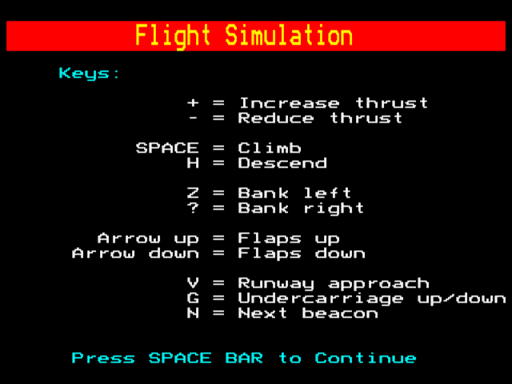 Flight Simulation
Keys:
+ = Increase thrust
- = Reduce thrust
SPACE = Climb
H = Descend
Z = Bank left
? = Bank right
Arrow up = Flaps up
Arrow down = Flaps down
V = Runway approach
G = Undercarriage up/down
N = Next beacon
Press SPACE BAR to Continue